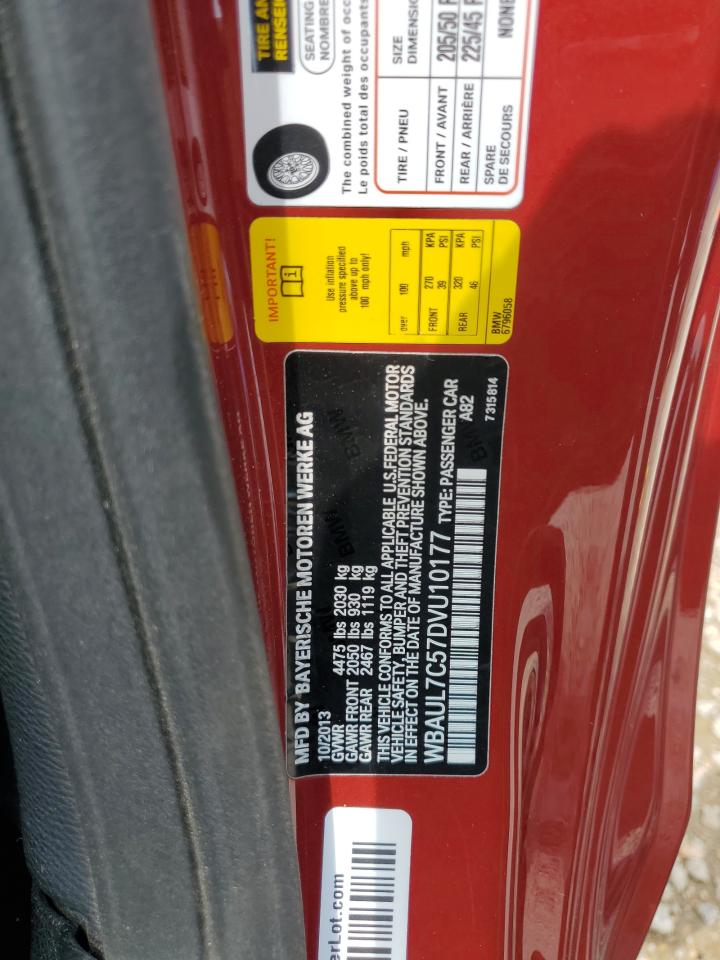 MFD BY BAYERISCHE MOTOREN WERKE AG
10/2013
GVWR 4475 lbs 2030 kg
GAWR FRONT 2050 lbs 930 kg
GAWR REAR 2467 lbs 1119 kg
THIS VEHICLE CONFORMS TO ALL APPLICABLE U.S.FEDERAL MOTOR
VEHICLE SAFETY, BUMPER AND THEFT PREVENTION STANDARDS
IN EFFECT ON THE DATE OF MANUFACTURE SHOWN ABOVE.
WBAUL7C57DVU10177 TYPE: PASSENGER CAR
A82
7315814
IMPORTANT!
Use inflation
pressure specified
above up to
100 mph only!
over 100 mph
FRONT 270 KPA
39 PSI
REAR 320 KPA
46 PSI
BMW
6796058
TIRE AN
RENSEI
SEATING
NOMBRE
The combined weight of occ
Le poids total des occupants
TIRE / PNEU SIZE
DIMENSI
FRONT / AVANT 205/50
REAR / ARRIÈRE 225/45
SPARE
DE SECOURS NONE
erLot.com